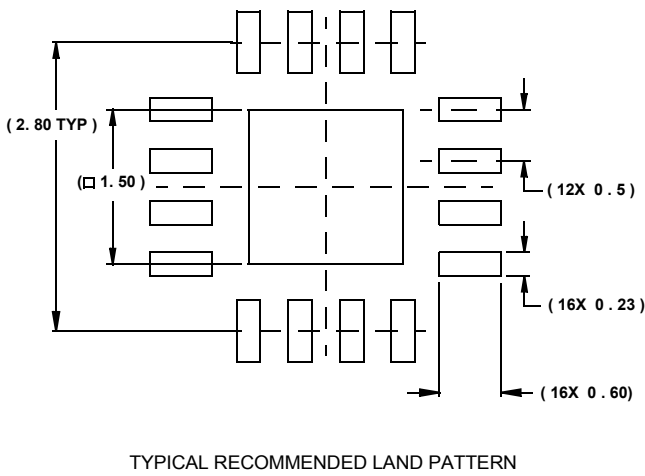 ( 2. 80 TYP )
(□ 1. 50 )
( 12X 0 . 5 )
( 16X 0 . 23 )
( 16X 0 . 60)
TYPICAL RECOMMENDED LAND PATTERN